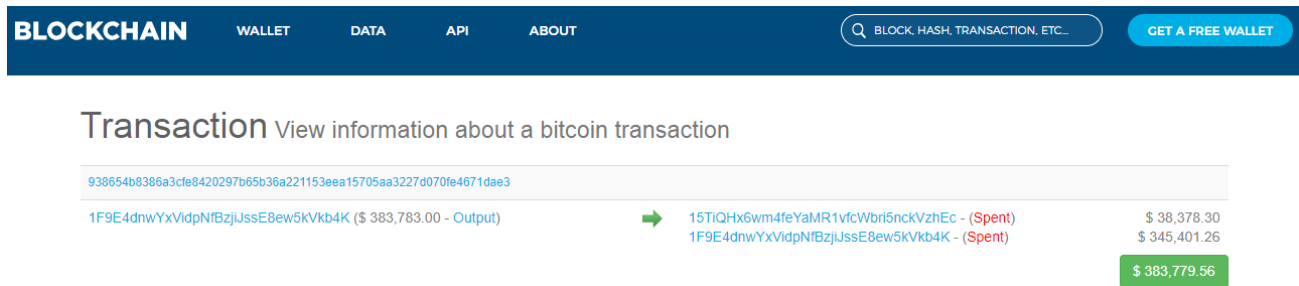 BLOCKCHAIN WALLET DATA API ABOUT BLOCK, HASH, TRANSACTION, ETC... GET A FREE WALLET
Transaction View information about a bitcoin transaction
938654b8386a3cfe8420297b65b36a221153eea15705aa3227d070fe4671dae3
1F9E4dnwYxVidpNfBzjiJssE8ew5kVkb4K ($ 383,783.00 - Output) 15TiQHx6wm4feYaMR1vfcWbri5nckVzhEc - (Spent) $ 38,378.30
1F9E4dnwYxVidpNfBzjiJssE8ew5kVkb4K - (Spent) $ 345,401.26
$ 383,779.56